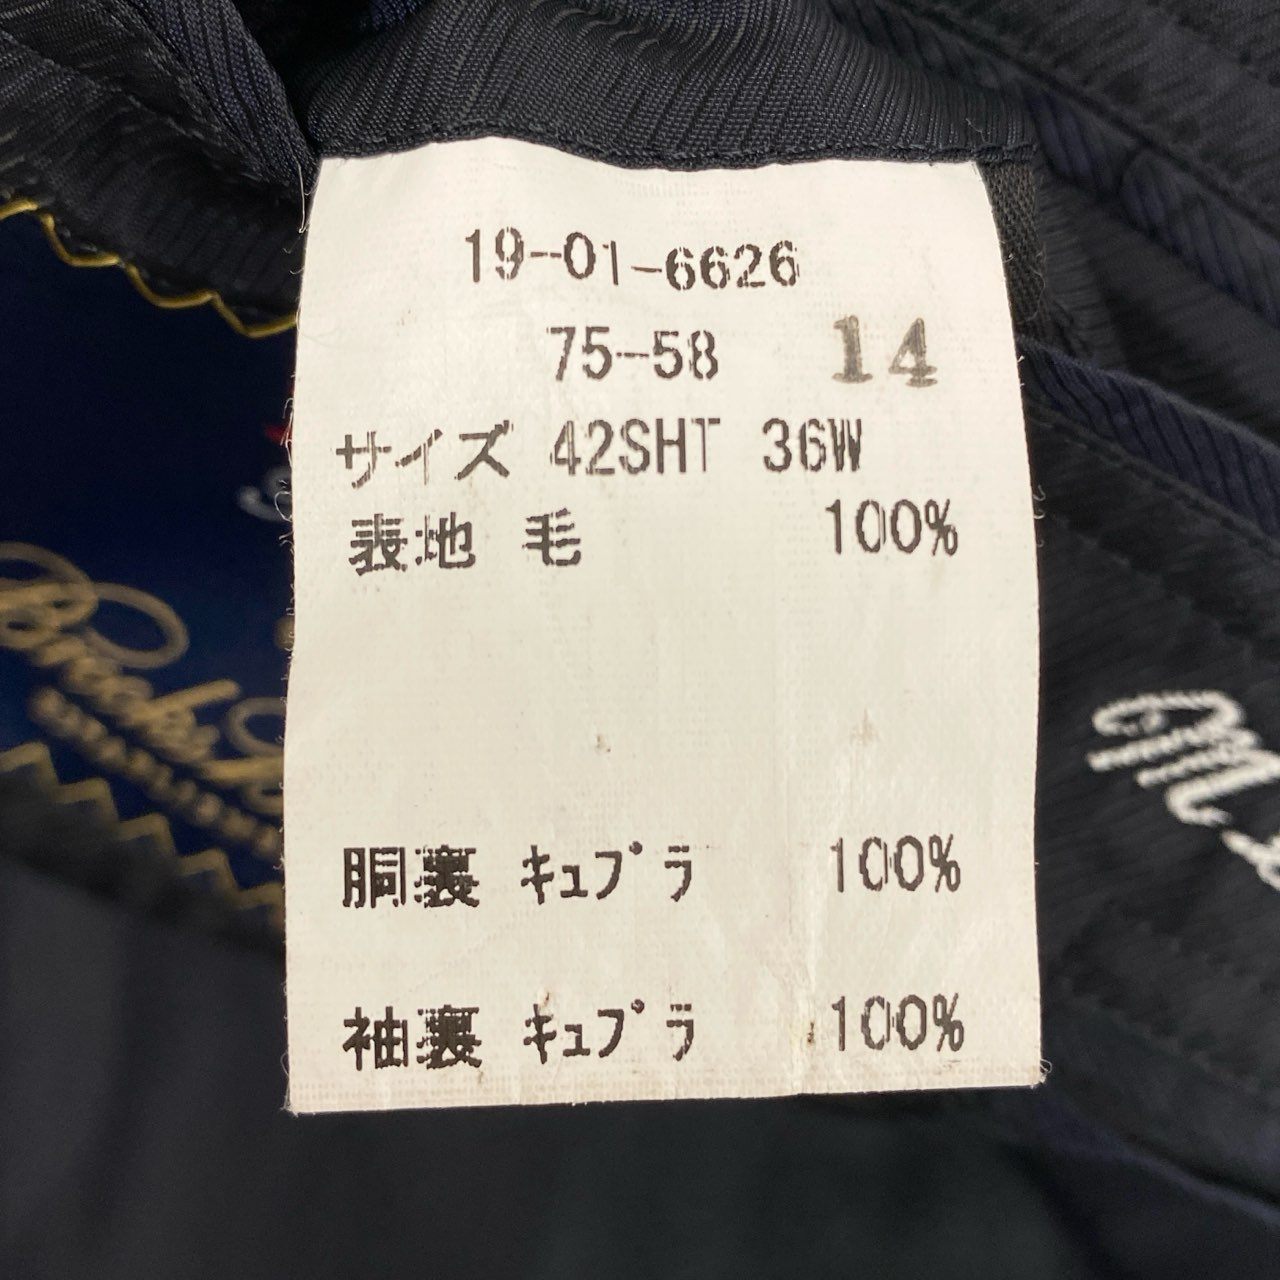 19-01-6626
75-58 14
サイズ 42SHT 36W
表地 毛 100%
胴裏 キュプラ 100%
袖裏 キュプラ 100%
Brooks